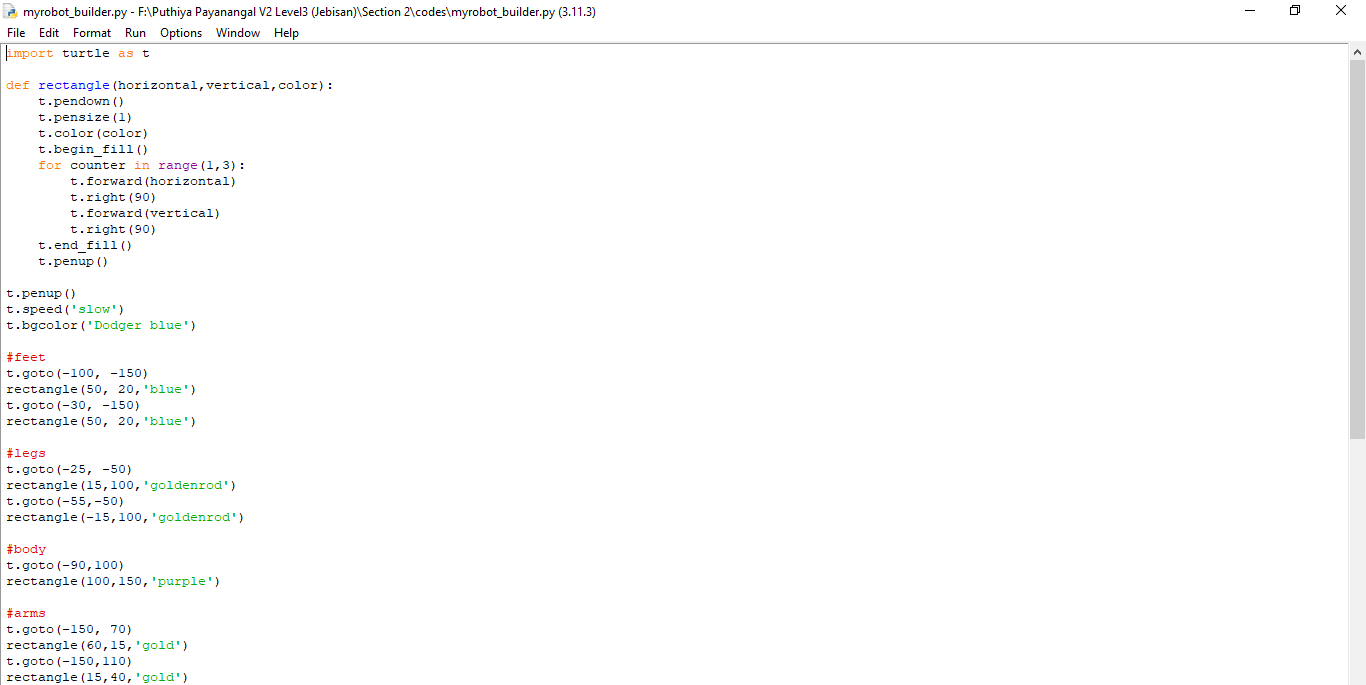 myrobot_builder.py - F:\Puthiya Payanangal V2 Level3 (Jebisan)\Section 2\codes\myrobot_builder.py (3.11.3)
File Edit Format Run Options Window Help
import turtle as t

def rectangle(horizontal,vertical,color):
    t.pendown()
    t.pensize(1)
    t.color(color)
    t.begin_fill()
    for counter in range(1,3):
        t.forward(horizontal)
        t.right(90)
        t.forward(vertical)
        t.right(90)
    t.end_fill()
    t.penup()

t.penup()
t.speed('slow')
t.bgcolor('Dodger blue')

#feet
t.goto(-100, -150)
rectangle(50, 20,'blue')
t.goto(-30, -150)
rectangle(50, 20,'blue')

#legs
t.goto(-25, -50)
rectangle(15,100,'goldenrod')
t.goto(-55,-50)
rectangle(-15,100,'goldenrod')

#body
t.goto(-90,100)
rectangle(100,150,'purple')

#arms
t.goto(-150, 70)
rectangle(60,15,'gold')
t.goto(-150,110)
rectangle(15,40,'gold')